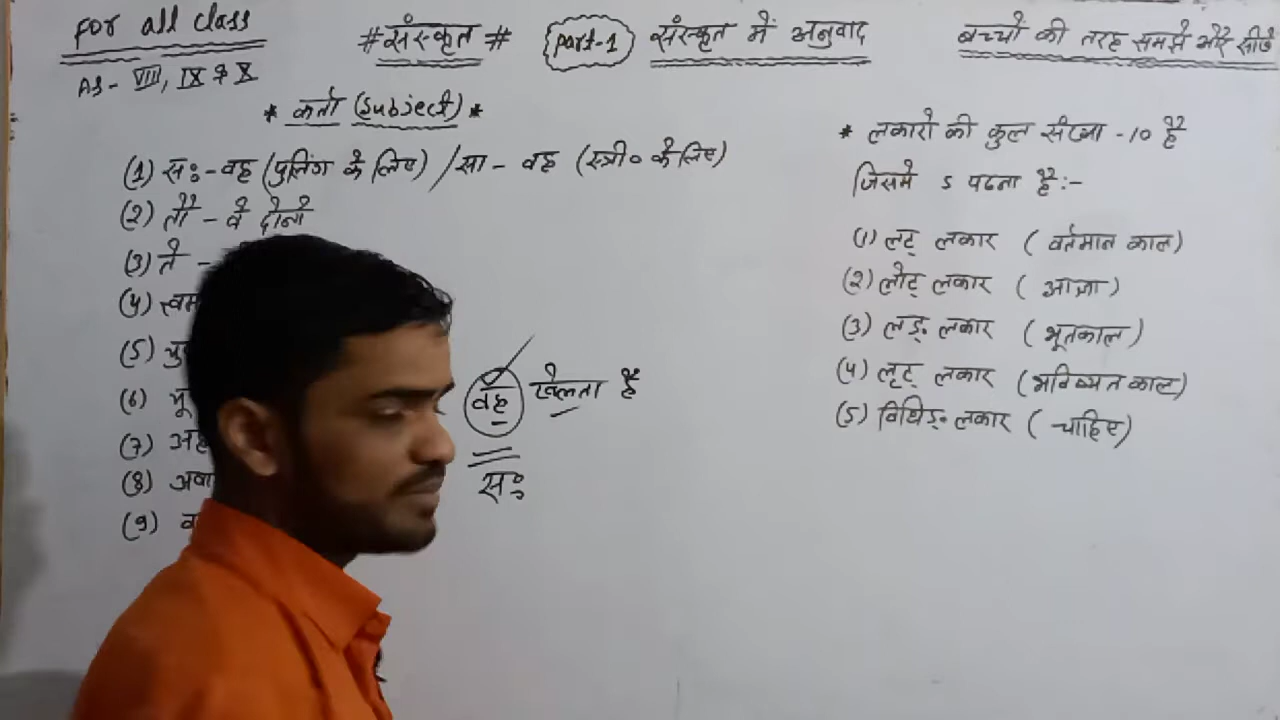 For all class
As- VIII, IX & X
#संस्कृत#
part-1
संस्कृत में अनुवाद
बच्चों की तरह समझें और सीखें
* कर्ता (Subject) *
(1) सः - वह (पुलिंग के लिए) / सा - वह (स्त्री० के लिए)
(2) तौ - वे दोनों
(3) ते -
(4)
(5)
(6)
(7)
(8)
(9)
वह खेलता है
सः
* लकारो की कुल संख्या -10 है
जिसमे 5 पढना है:-
(1) लट् लकार (वर्तमान काल)
(2) लोट् लकार (आज्ञा)
(3) लङ् लकार (भूतकाल)
(4) लृट् लकार (भविष्यत काल)
(5) विधिङ् लकार (चाहिए)